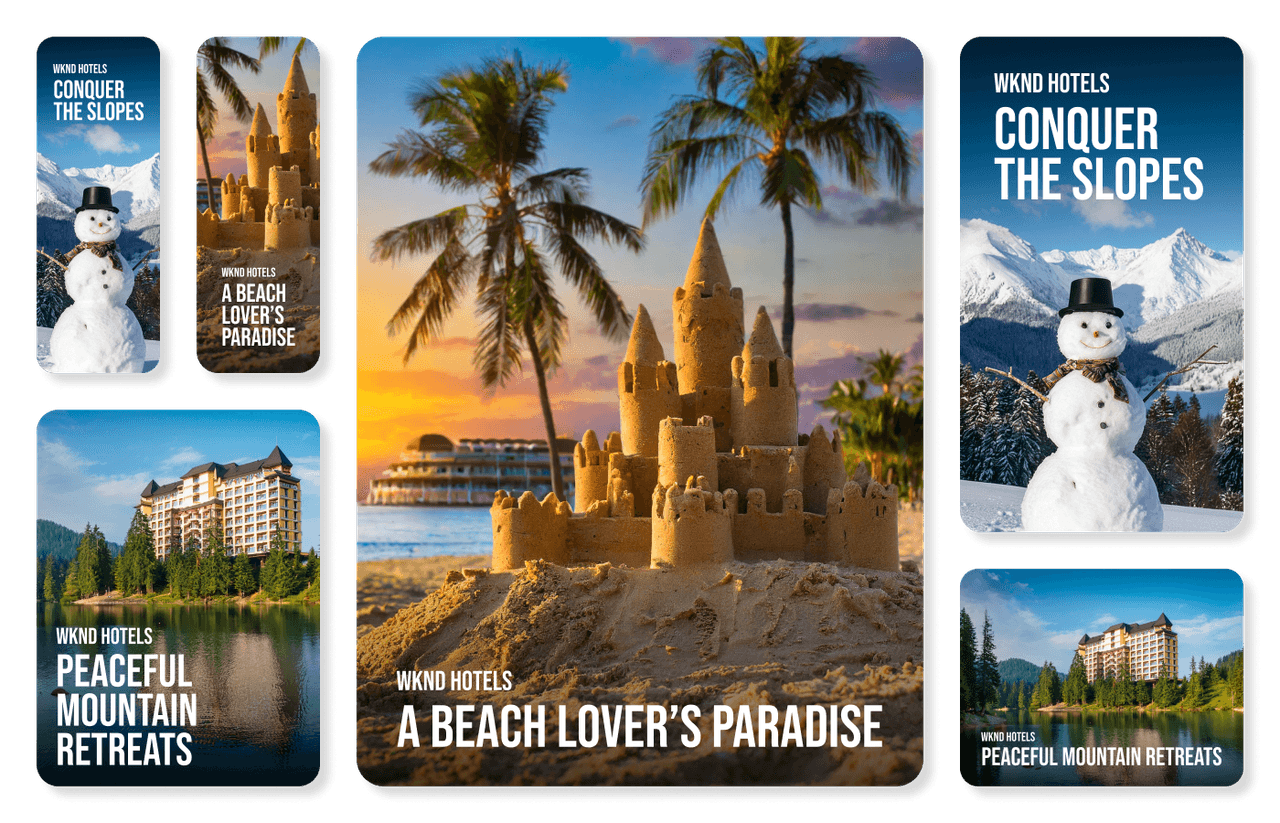 WKND HOTELS
CONQUER
THE SLOPES
WKND HOTELS
A BEACH
LOVER’S
PARADISE
WKND HOTELS
PEACEFUL
MOUNTAIN
RETREATS
WKND HOTELS
A BEACH LOVER’S PARADISE
WKND HOTELS
CONQUER
THE SLOPES
WKND HOTELS
PEACEFUL MOUNTAIN RETREATS